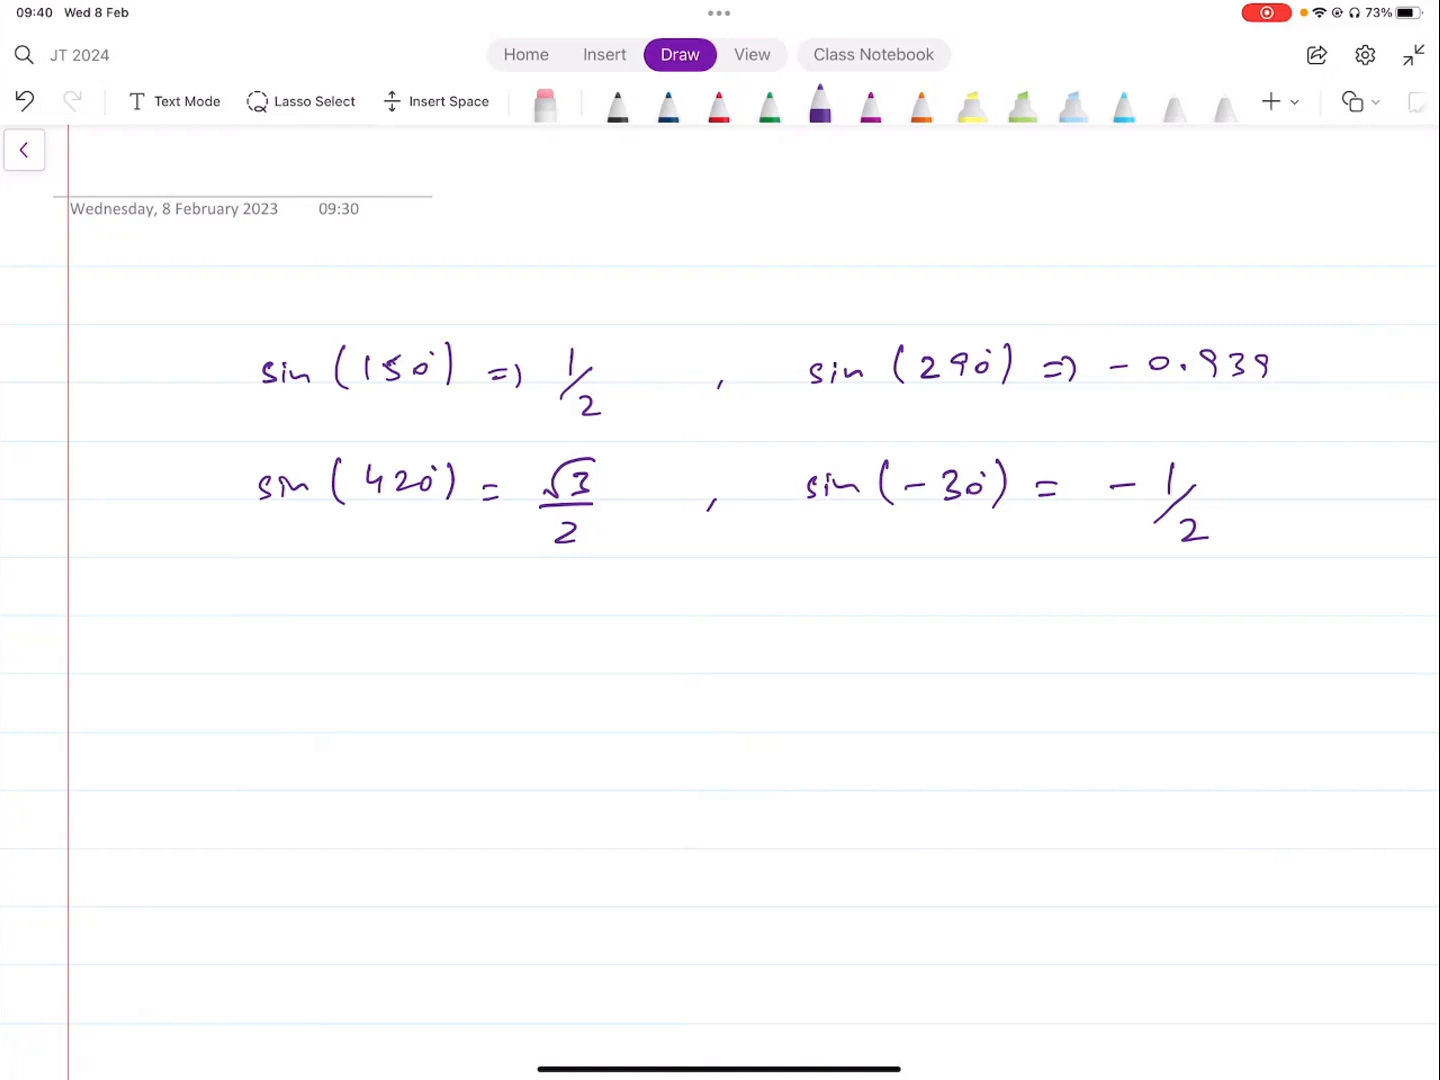 09:40 Wed 8 Feb 73%
JT 2024 Home Insert Draw View Class Notebook
Text Mode Lasso Select Insert Space
Wednesday, 8 February 2023 09:30
sin (150°) => 1/2 , sin (290°) => - 0.939
sin (420°) = √3/2 , sin (-30°) = - 1/2